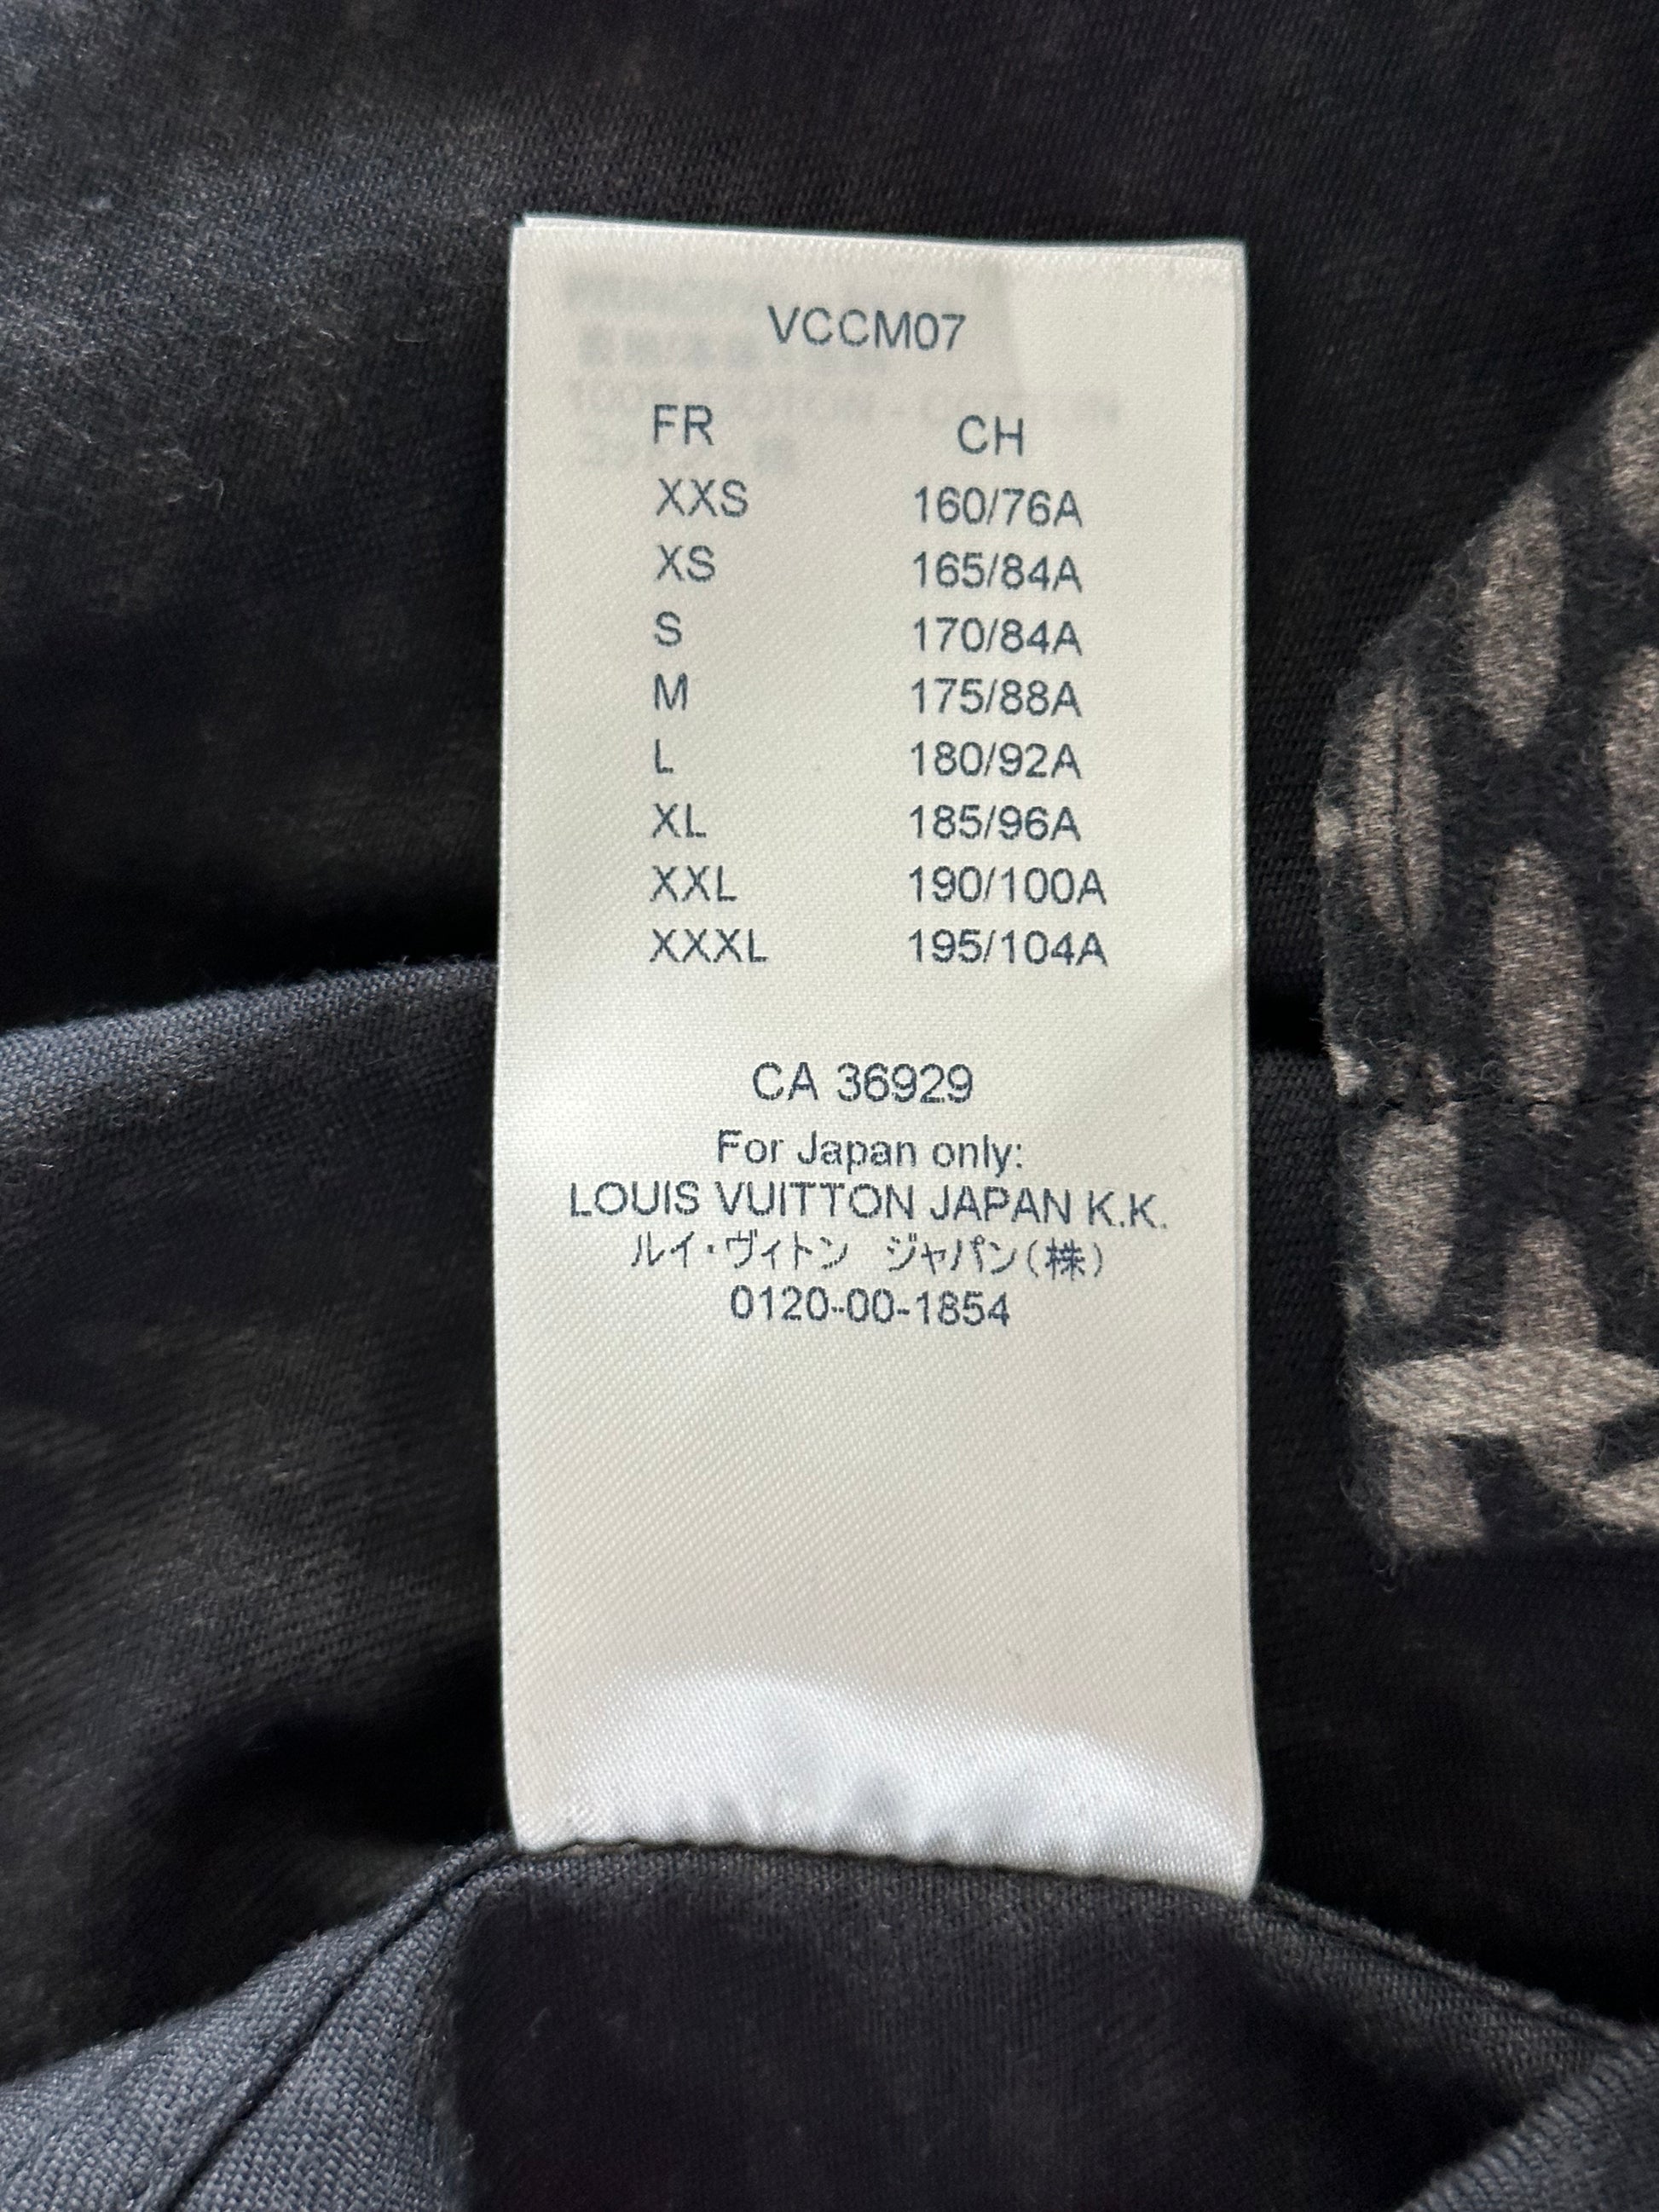 VCCM07
FR CH
XXS 160/76A
XS 165/84A
S 170/84A
M 175/88A
L 180/92A
XL 185/96A
XXL 190/100A
XXXL 195/104A
CA 36929
For Japan only:
LOUIS VUITTON JAPAN K.K.
ルイ・ヴィトン ジャパン(株)
0120-00-1854